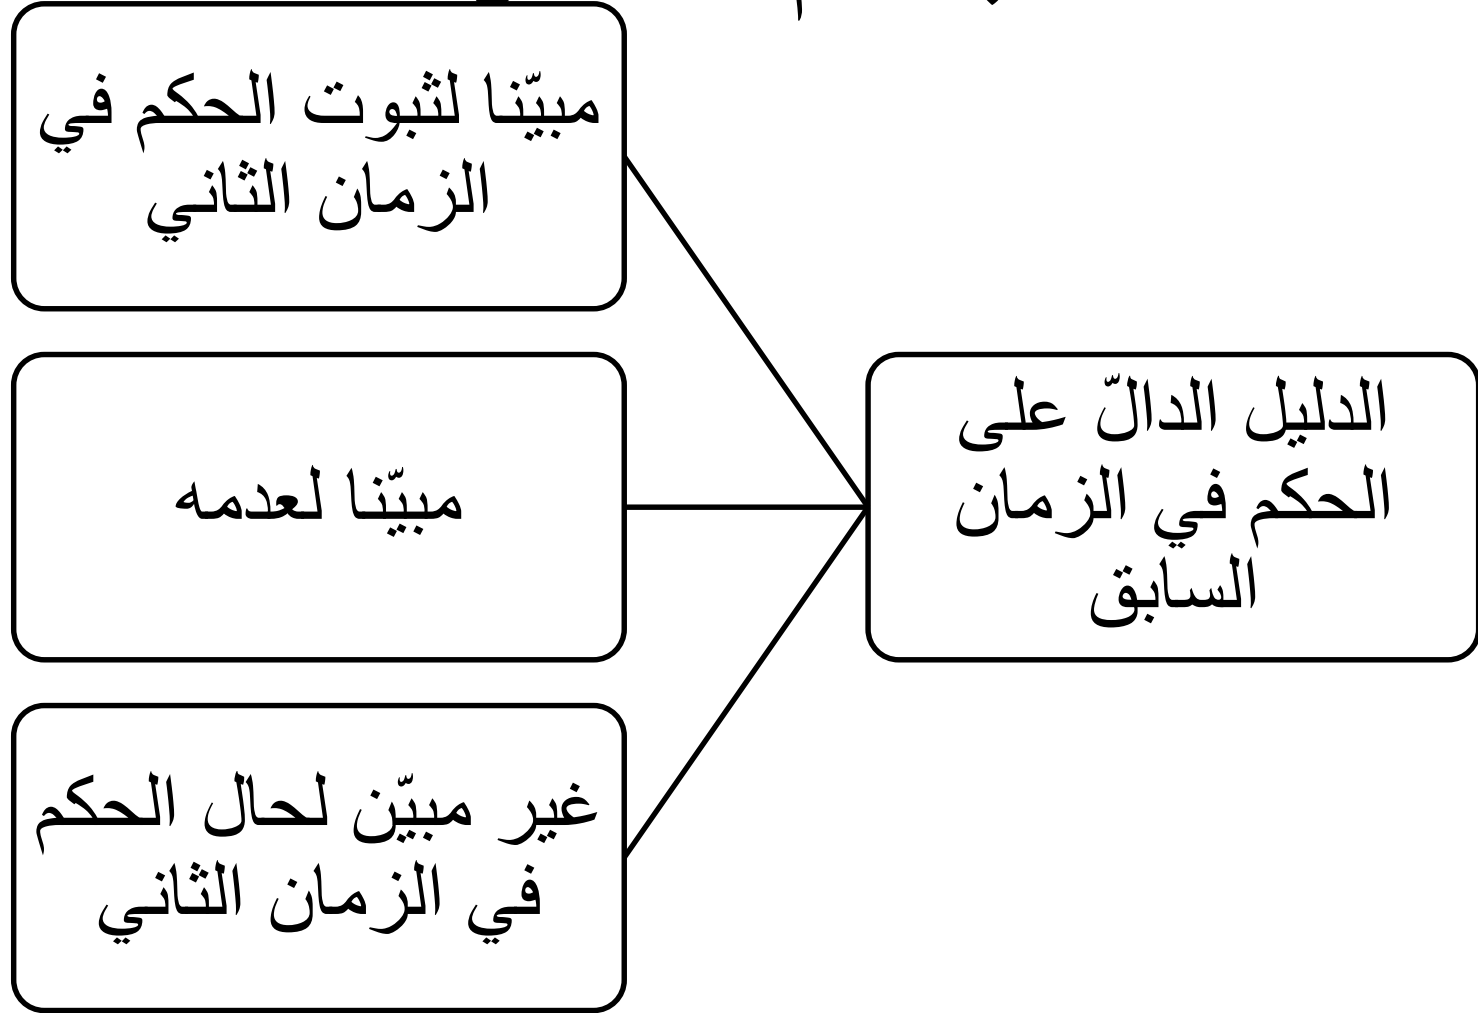 الدليل الدالّ على
الحكم في الزمان
السابق
مبيّنا لثبوت الحكم في
الزمان الثاني
مبيّنا لعدمه
غير مبيّن لحال الحكم
في الزمان الثاني